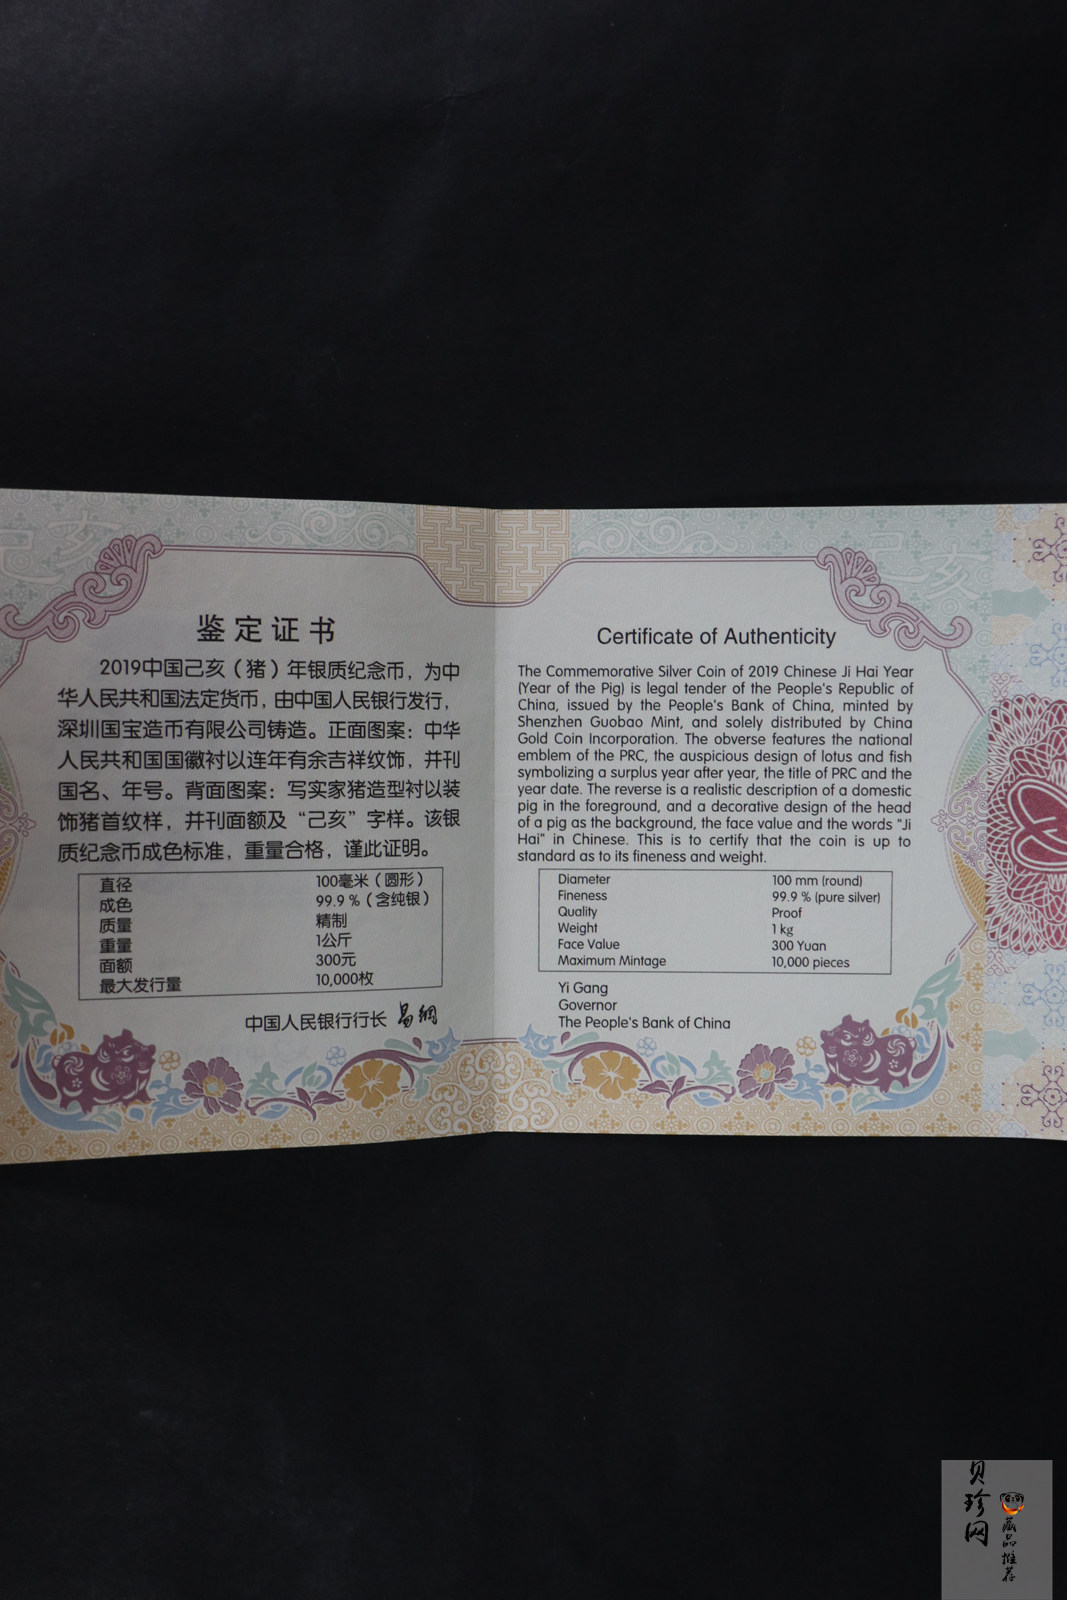 鉴定证书
2019中国己亥（猪）年银质纪念币，为中
华人民共和国法定货币，由中国人民银行发行，
深圳国宝造币有限公司铸造。正面图案：中华
人民共和国国徽衬以连年有余吉祥纹饰，并刊
国名、年号。背面图案：写实家猪造型衬以装
饰猪首纹样，并刊面额及“己亥”字样。该银
质纪念币成色标准，重量合格，谨此证明。
直径 100毫米（圆形）
成色 99.9 %（含纯银）
质量 精制
重量 1公斤
面额 300元
最大发行量 10,000枚
中国人民银行行长 易纲
Certificate of Authenticity
The Commemorative Silver Coin of 2019 Chinese Ji Hai Year
(Year of the Pig) is legal tender of the People's Republic of
China, issued by the People's Bank of China, minted by
Shenzhen Guobao Mint, and solely distributed by China
Gold Coin Incorporation. The obverse features the national
emblem of the PRC, the auspicious design of lotus and fish
symbolizing a surplus year after year, the title of PRC and the
year date. The reverse is a realistic description of a domestic
pig in the foreground, and a decorative design of the head
of a pig as the background, the face value and the words "Ji
Hai" in Chinese. This is to certify that the coin is up to
standard as to its fineness and weight.
Diameter 100 mm (round)
Fineness 99.9 % (pure silver)
Quality Proof
Weight 1 kg
Face Value 300 Yuan
Maximum Mintage 10,000 pieces
Yi Gang
Governor
The People's Bank of China
己亥
己亥
贝珍网
藏品推荐